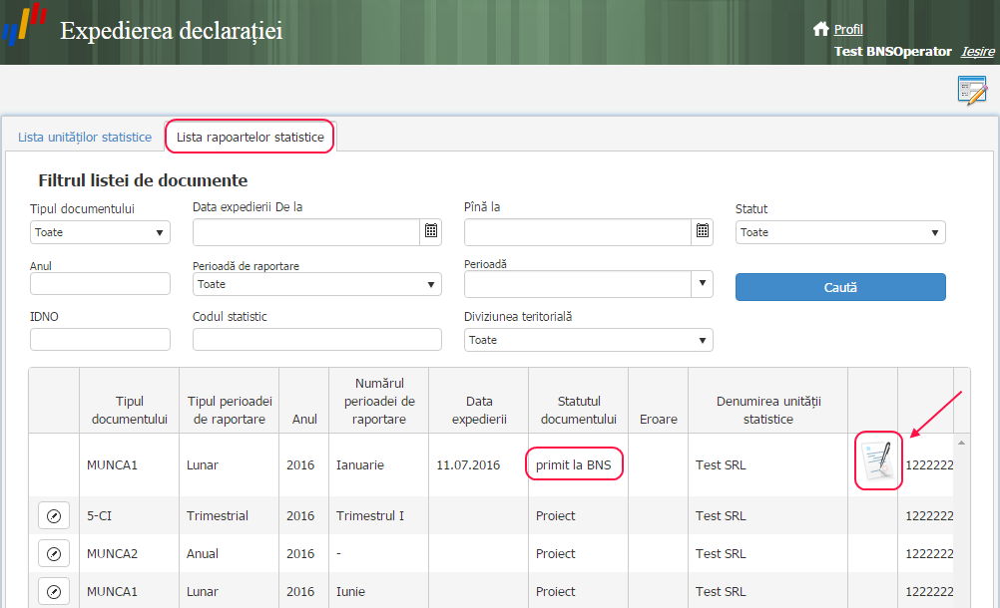 Expedierea declarației
Profil
Test BNSOperator Ieșire
Lista unităților statistice Lista rapoartelor statistice
Filtrul listei de documente
Tipul documentului Data expedierii De la Pînă la Statut
Toate Toate
Anul Perioadă de raportare Perioadă
Toate Caută
IDNO Codul statistic Diviziunea teritorială
Toate
Tipul documentului Tipul perioadei de raportare Anul Numărul perioadei de raportare Data expedierii Statutul documentului Eroare Denumirea unității statistice
MUNCA1 Lunar 2016 Ianuarie 11.07.2016 primit la BNS Test SRL 1222222
5-CI Trimestrial 2016 Trimestrul I Proiect Test SRL 1222222
MUNCA2 Anual 2016 - Proiect Test SRL 1222222
MUNCA1 Lunar 2016 Iunie Proiect Test SRL 1222222